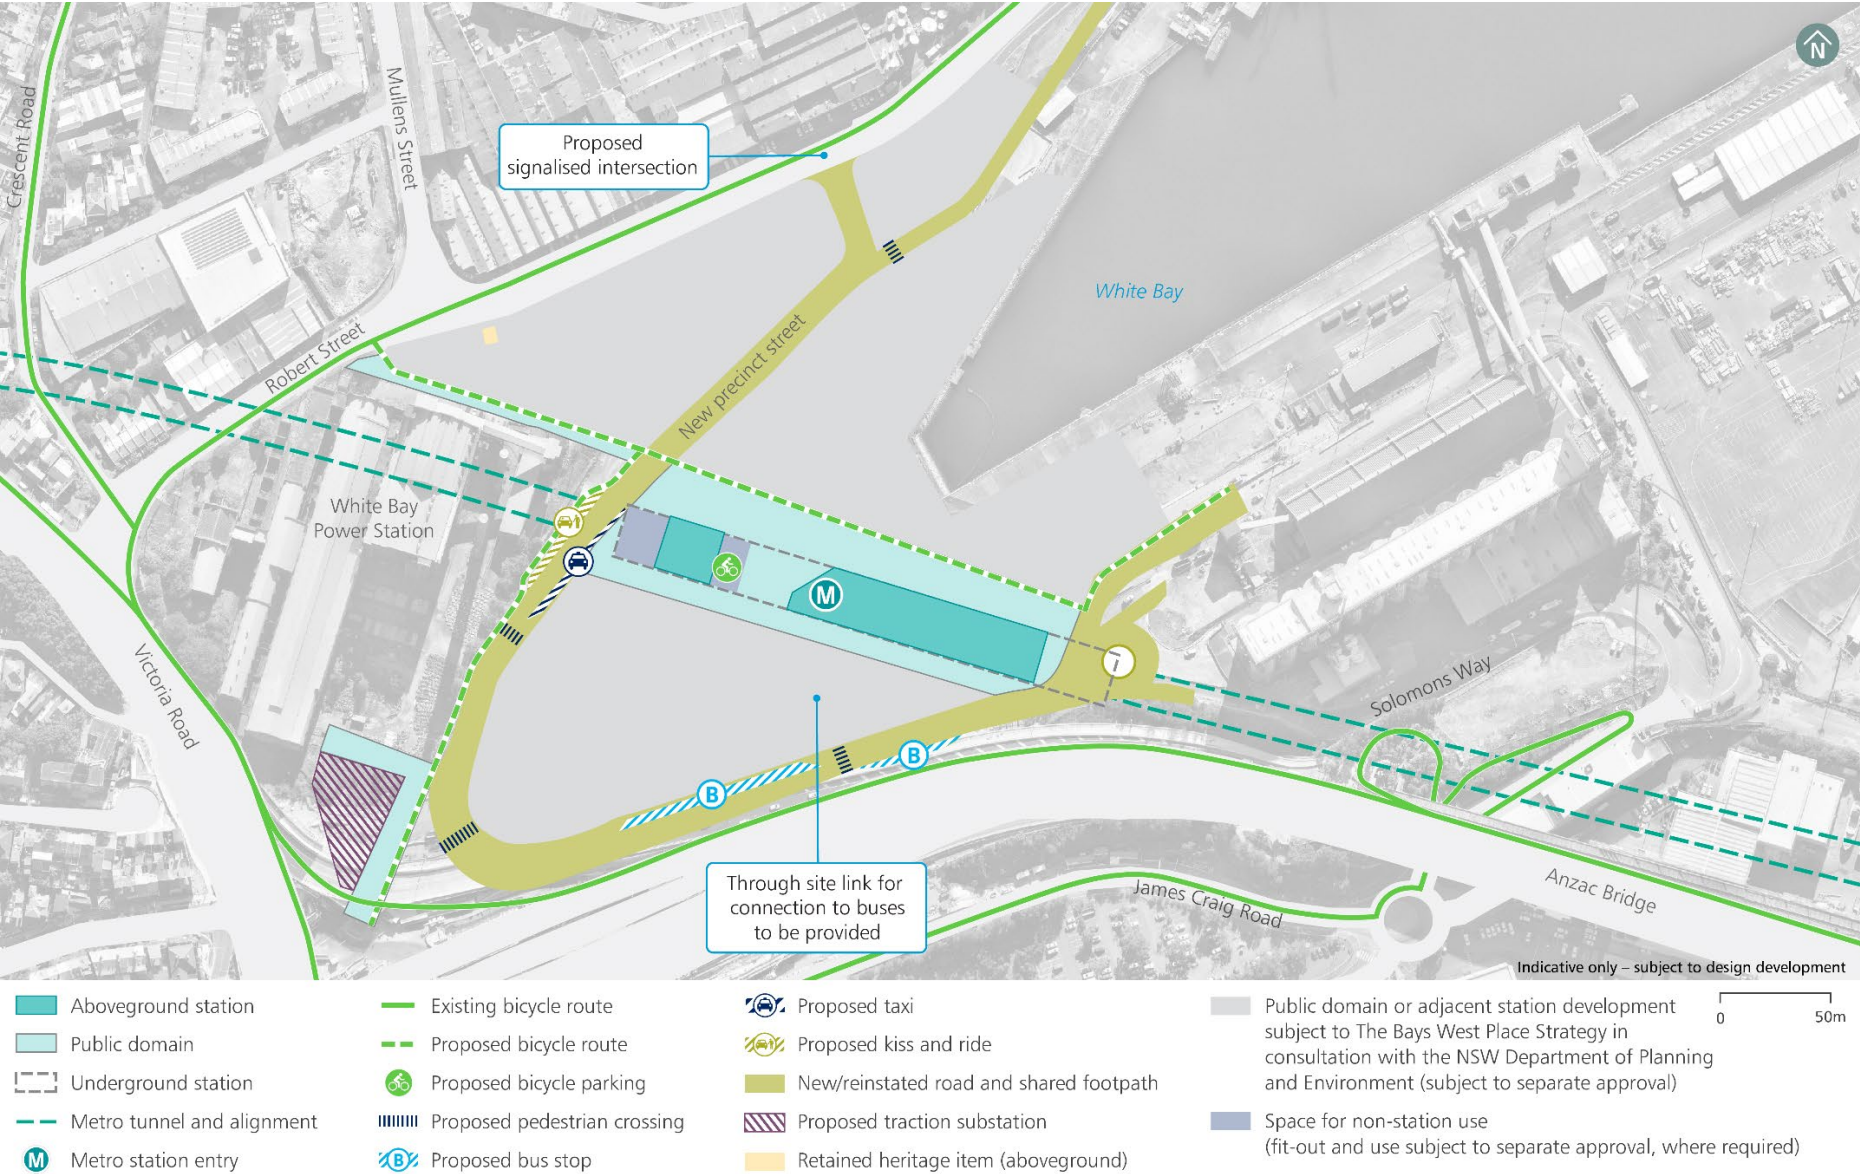 N
Crescent Road
Mullens Street
Proposed
signalised intersection
White Bay
Robert Street
New precinct street
White Bay
Power Station
M
Victoria Road
Solomons Way
B
B
Through site link for
connection to buses
to be provided
James Craig Road
Anzac Bridge
Indicative only – subject to design development
Aboveground station
Public domain
Underground station
Metro tunnel and alignment
M Metro station entry
Existing bicycle route
Proposed bicycle route
Proposed bicycle parking
Proposed pedestrian crossing
B Proposed bus stop
Proposed taxi
Proposed kiss and ride
New/reinstated road and shared footpath
Proposed traction substation
Retained heritage item (aboveground)
Public domain or adjacent station development
subject to The Bays West Place Strategy in
consultation with the NSW Department of Planning
and Environment (subject to separate approval)
Space for non-station use
(fit-out and use subject to separate approval, where required)
0 50m